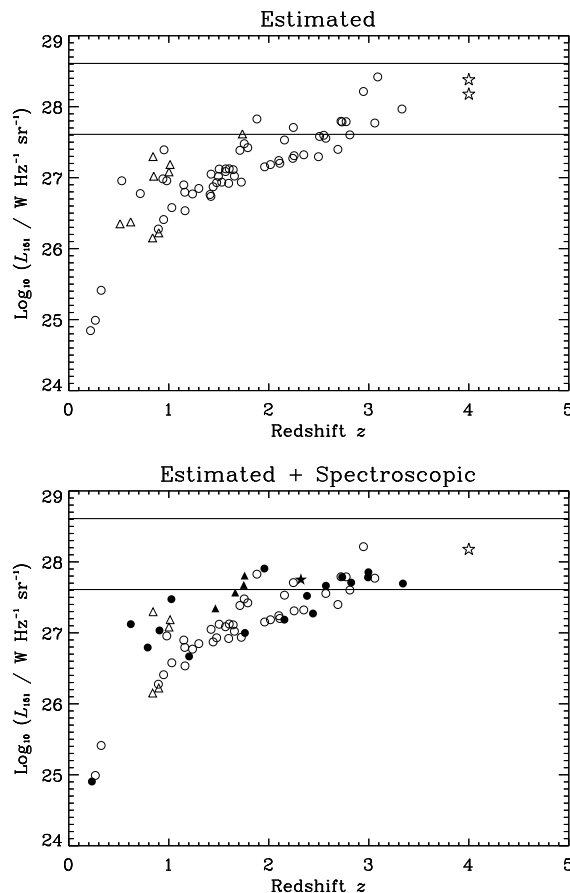 Estimated
29
28
27
26
25
24
Log₁₀ (L₁₅₁ / W Hz⁻¹ sr⁻¹)
0 1 2 3 4 5
Redshift z
Estimated + Spectroscopic
29
28
27
26
25
24
Log₁₀ (L₁₅₁ / W Hz⁻¹ sr⁻¹)
0 1 2 3 4 5
Redshift z